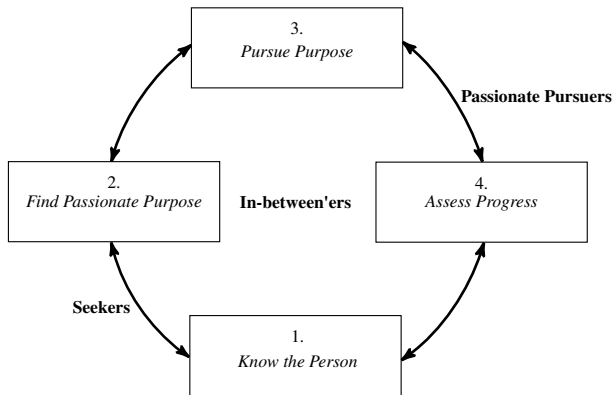 3.
Pursue Purpose
Passionate Pursuers
2.
Find Passionate Purpose
In-between'ers
4.
Assess Progress
Seekers
1.
Know the Person